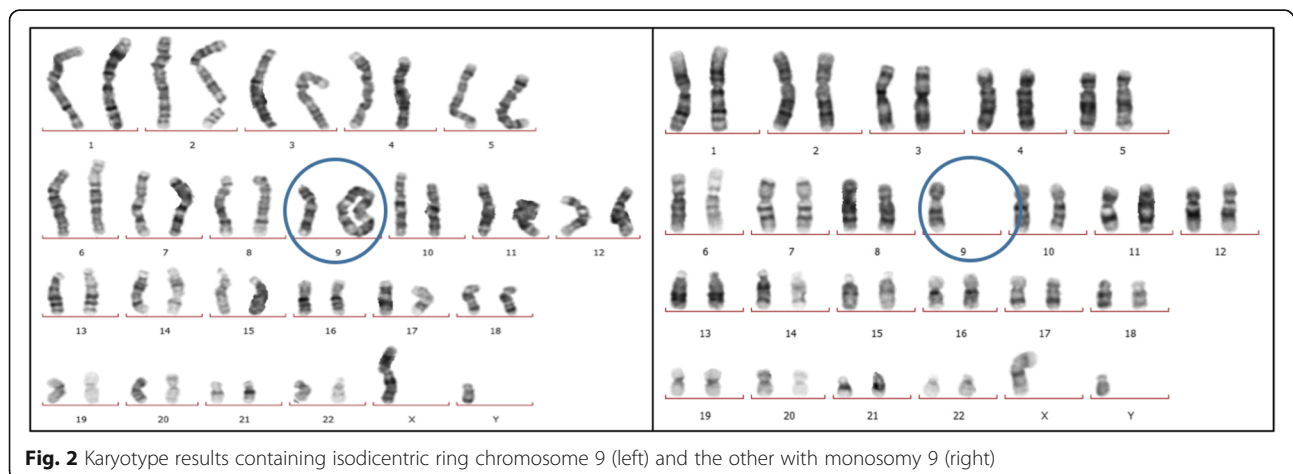 1 2 3 4 5
6 7 8 9 10 11 12
13 14 15 16 17 18
19 20 21 22 X Y
1 2 3 4 5
6 7 8 9 10 11 12
13 14 15 16 17 18
19 20 21 22 X Y
Fig. 2 Karyotype results containing isodicentric ring chromosome 9 (left) and the other with monosomy 9 (right)